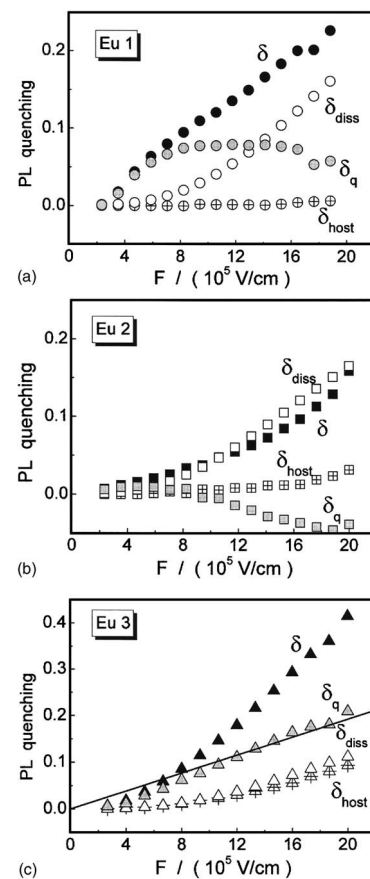 Eu 1
δ
δdiss
δq
δhost
PL quenching
0.2
0.1
0.0
0 4 8 12 16 20
(a)
F / ( 10⁵ V/cm)
Eu 2
δdiss
δ
δhost
δq
PL quenching
0.2
0.1
0.0
0 4 8 12 16 20
(b)
F / ( 10⁵ V/cm)
Eu 3
δ
δq
δdiss
δhost
PL quenching
0.4
0.3
0.2
0.1
0.0
0 4 8 12 16 20
(c)
F / ( 10⁵ V/cm)